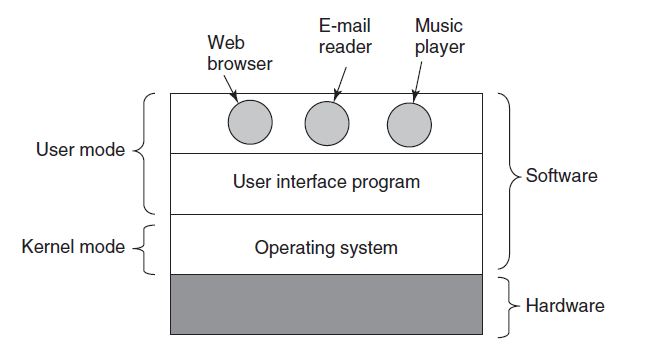 Web
browser
E-mail
reader
Music
player
User mode
User interface program
Software
Kernel mode
Operating system
Hardware